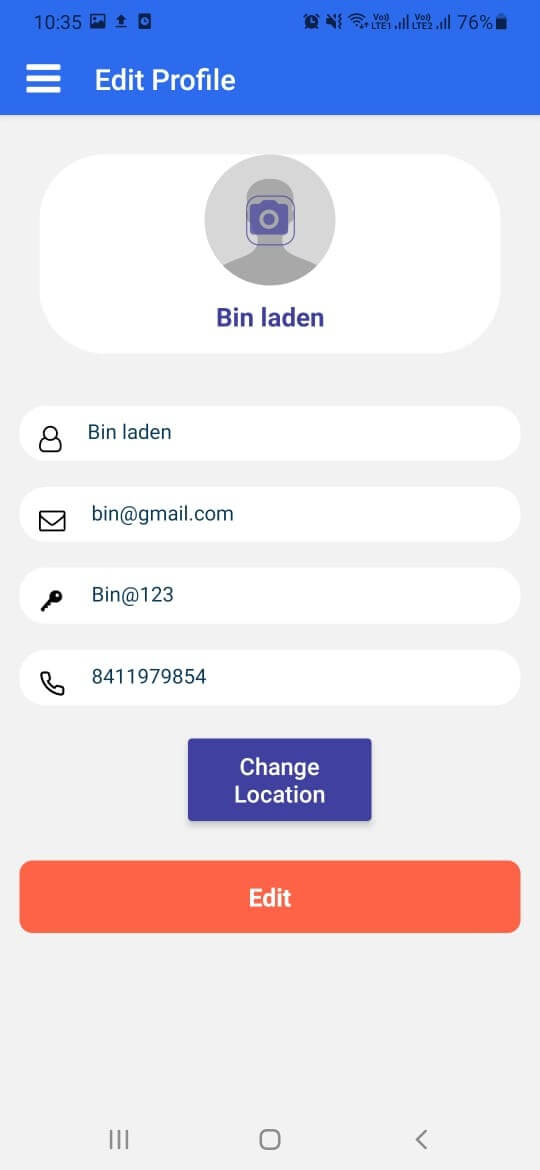 10:35 Vo)) LTE1 Vo)) LTE2 76%
Edit Profile
Bin laden
Bin laden
bin@gmail.com
Bin@123
8411979854
Change
Location
Edit